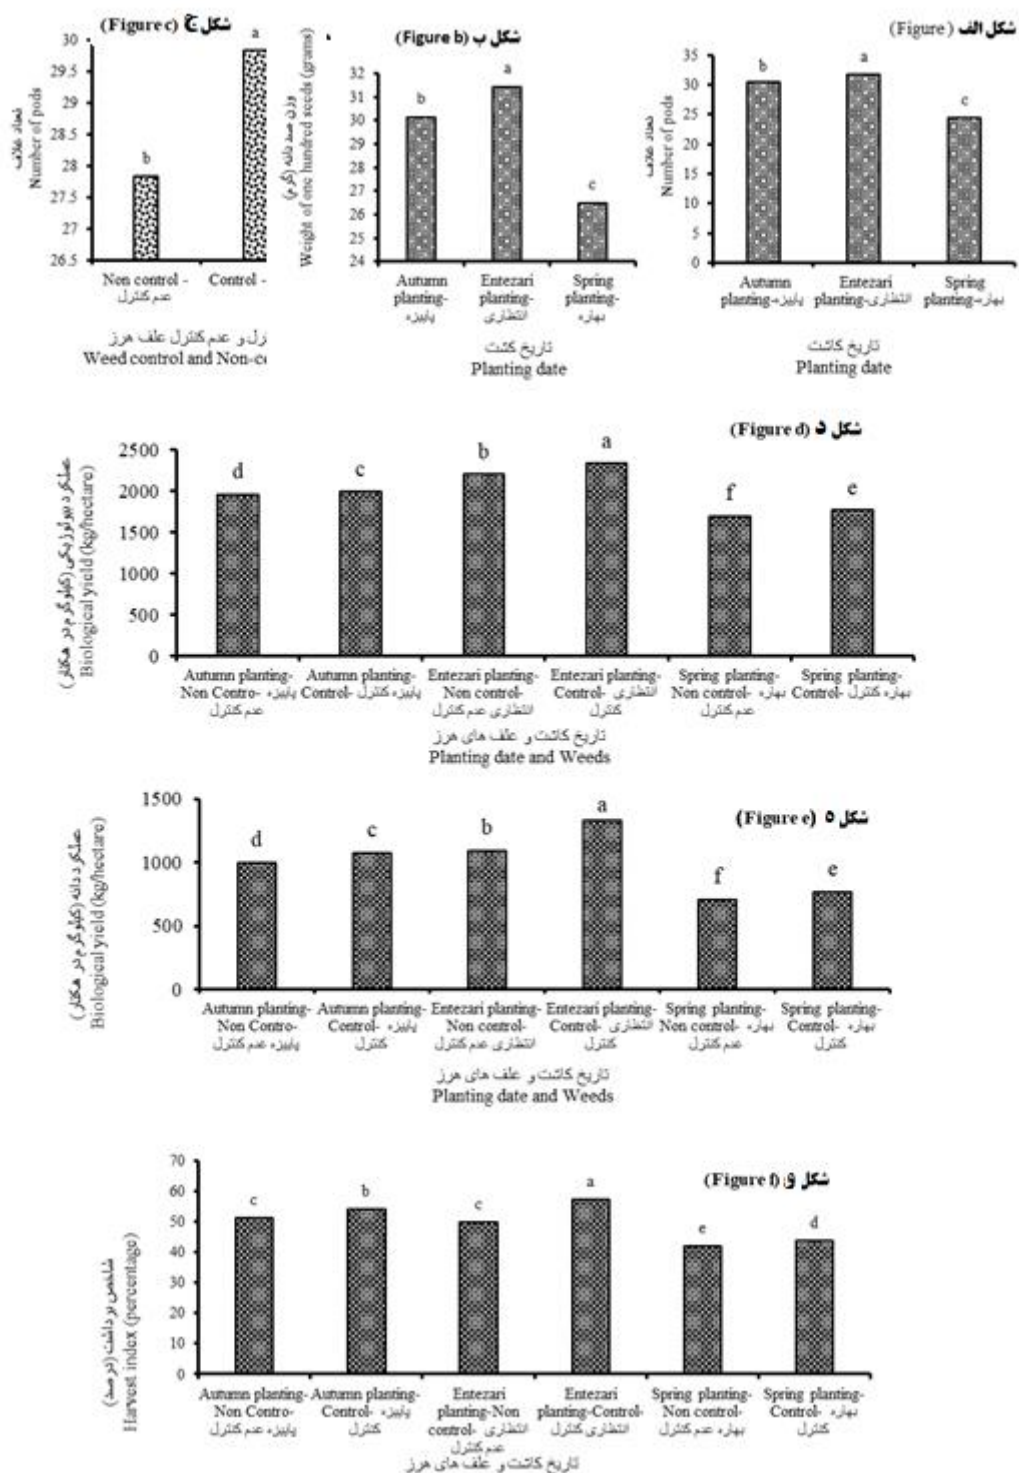 شکل ج (Figure c)
تعداد غلاف
Number of pods
30
29.5
29
28.5
28
27.5
27
26.5
b
a
Non control -
عدم کنترل
Control -
کنترل و عدم کنترل علف هرز
Weed control and Non-co
شکل ب (Figure b)
وزن صد دانه (گرم)
Weight of one hundred seeds (grams)
32
31
30
29
28
27
26
25
24
b
a
c
Autumn planting-پاییزه
Entezari planting-انتظاری
Spring planting-بهاره
تاریخ کشت
Planting date
شکل الف (Figure )
تعداد غلاف
Number of pods
35
30
25
20
15
10
5
0
b
a
c
Autumn planting-پاییزه
Entezari planting-انتظاری
Spring planting-بهاره
تاریخ کاشت
Planting date
شکل د (Figure d)
عملکرد بیولوژیکی (کیلوگرم در هکتار)
Biological yield (kg/hectare)
2500
2000
1500
1000
500
0
d
c
b
a
f
e
Autumn planting-
Non Contro- پاییزه
عدم کنترل
Autumn planting-
Control- پاییزه کنترل
Entezari planting-
Non control-
انتظاری عدم کنترل
Entezari planting-
Control- انتظاری
کنترل
Spring planting-
Non control- بهاره
عدم کنترل
Spring planting-
Control- بهاره کنترل
تاریخ کاشت و علف های هرز
Planting date and Weeds
شکل ه (Figure e)
عملکرد دانه (کیلوگرم در هکتار)
Biological yield (kg/hectare)
1500
1000
500
0
d
c
b
a
f
e
Autumn planting-
Non Contro-
پاییزه عدم کنترل
Autumn planting-
Control- پاییزه
کنترل
Entezari planting-
Non control-
انتظاری عدم کنترل
Entezari planting-
Control- انتظاری
کنترل
Spring planting-
Non control- بهاره
عدم کنترل
Spring planting-
Control- بهاره
کنترل
تاریخ کاشت و علف های هرز
Planting date and Weeds
شکل و (Figure f)
شاخص برداشت (درصد)
Harvest index (percentage)
70
60
50
40
30
20
10
0
c
b
c
a
e
d
Autumn planting-
Non Contro-
پاییزه عدم کنترل
Autumn planting-
Control- پاییزه
کنترل
Entezari
planting-Non
control- انتظاری
عدم کنترل
Entezari
planting-Control-
انتظاری کنترل
Spring planting-
Non control-
بهاره عدم کنترل
Spring planting-
Control- بهاره
کنترل
تاریخ کاشت و علف های هرز